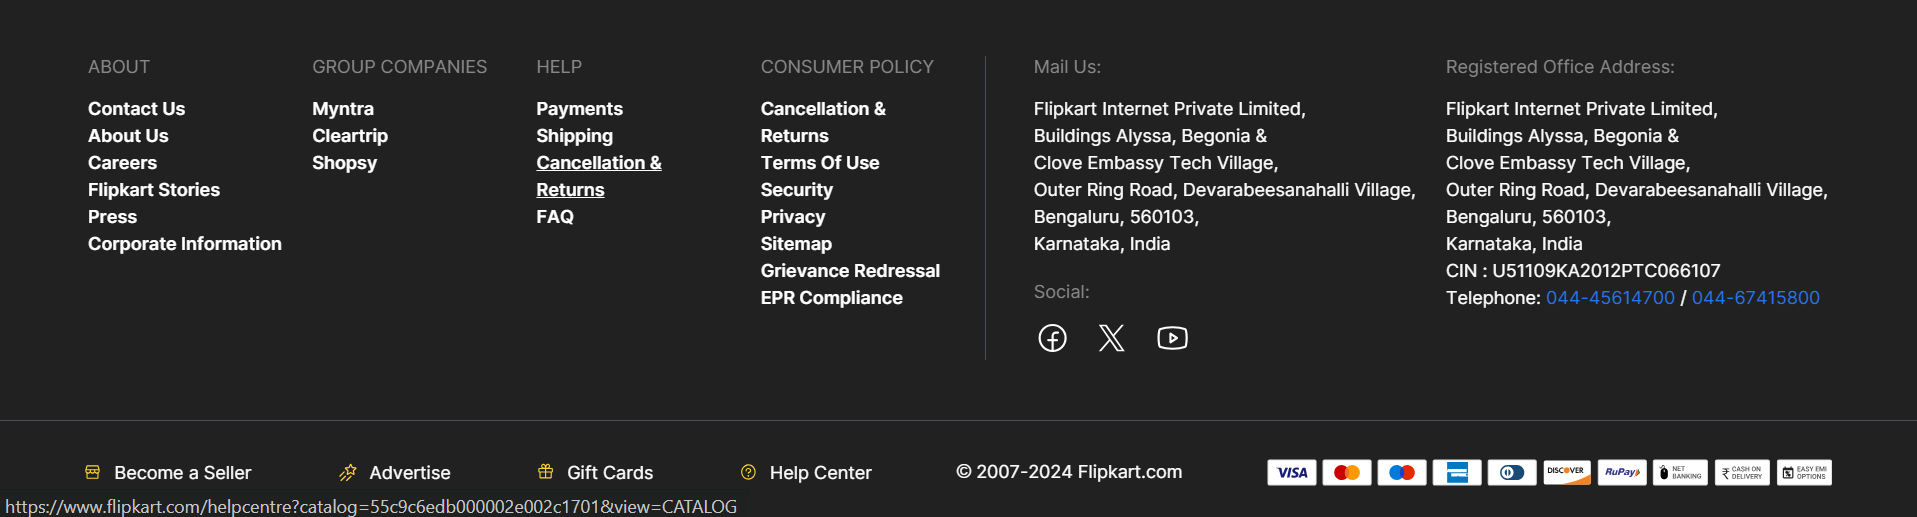 ABOUT
Contact Us
About Us
Careers
Flipkart Stories
Press
Corporate Information
GROUP COMPANIES
Myntra
Cleartrip
Shopsy
HELP
Payments
Shipping
Cancellation &
Returns
FAQ
CONSUMER POLICY
Cancellation &
Returns
Terms Of Use
Security
Privacy
Sitemap
Grievance Redressal
EPR Compliance
Mail Us:
Flipkart Internet Private Limited,
Buildings Alyssa, Begonia &
Clove Embassy Tech Village,
Outer Ring Road, Devarabeesanahalli Village,
Bengaluru, 560103,
Karnataka, India
Social:
Registered Office Address:
Flipkart Internet Private Limited,
Buildings Alyssa, Begonia &
Clove Embassy Tech Village,
Outer Ring Road, Devarabeesanahalli Village,
Bengaluru, 560103,
Karnataka, India
CIN : U51109KA2012PTC066107
Telephone: 044-45614700 / 044-67415800
Become a Seller
Advertise
Gift Cards
Help Center
© 2007-2024 Flipkart.com
VISA
DISCOVER
RuPay
NET
BANKING
CASH ON
DELIVERY
EASY EMI
OPTIONS
https://www.flipkart.com/helpcentre?catalog=55c9c6edb000002e002c1701&view=CATALOG